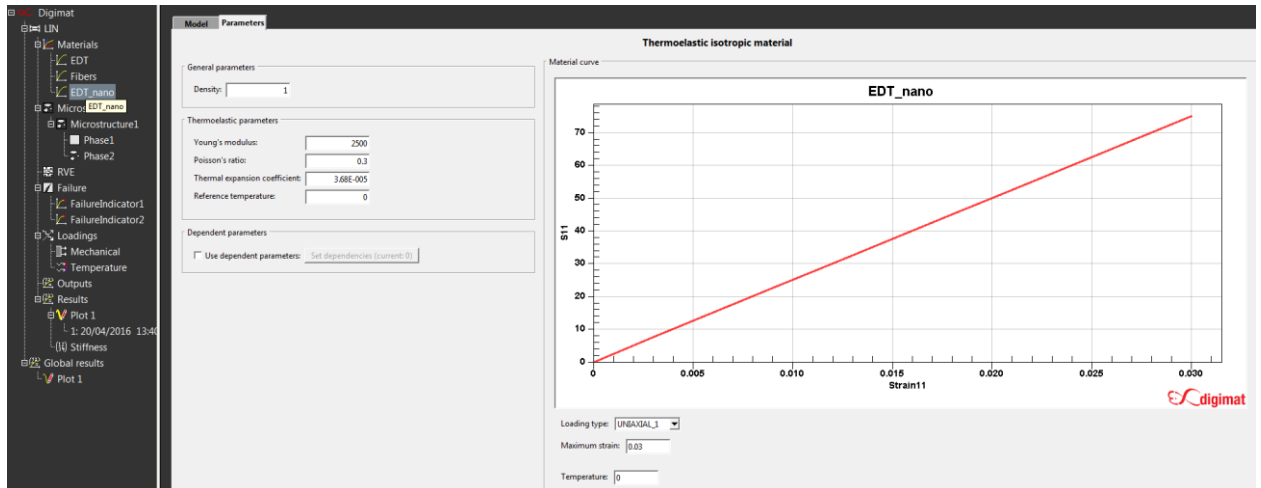 Digimat
LIN
Materials
EDT
Fibers
EDT_nano
EDT_nano
Micros
Microstructure1
Phase1
Phase2
RVE
Failure
FailureIndicator1
FailureIndicator2
Loadings
Mechanical
Temperature
Outputs
Results
Plot 1
1: 20/04/2016 13:40
Stiffness
Global results
Plot 1
Model Parameters
Thermoelastic isotropic material
General parameters
Density: 1
Thermoelastic parameters
Young's modulus: 2500
Poisson's ratio: 0.3
Thermal expansion coefficient: 3.68E-005
Reference temperature: 0
Dependent parameters
Use dependent parameters: Set dependencies (current: 0)
Material curve
EDT_nano
S11
70
60
50
40
30
20
10
0
0 0.005 0.010 0.015 0.020 0.025 0.030
Strain11
digimat
Loading type: UNIAXIAL_1
Maximum strain: 0.03
Temperature: 0